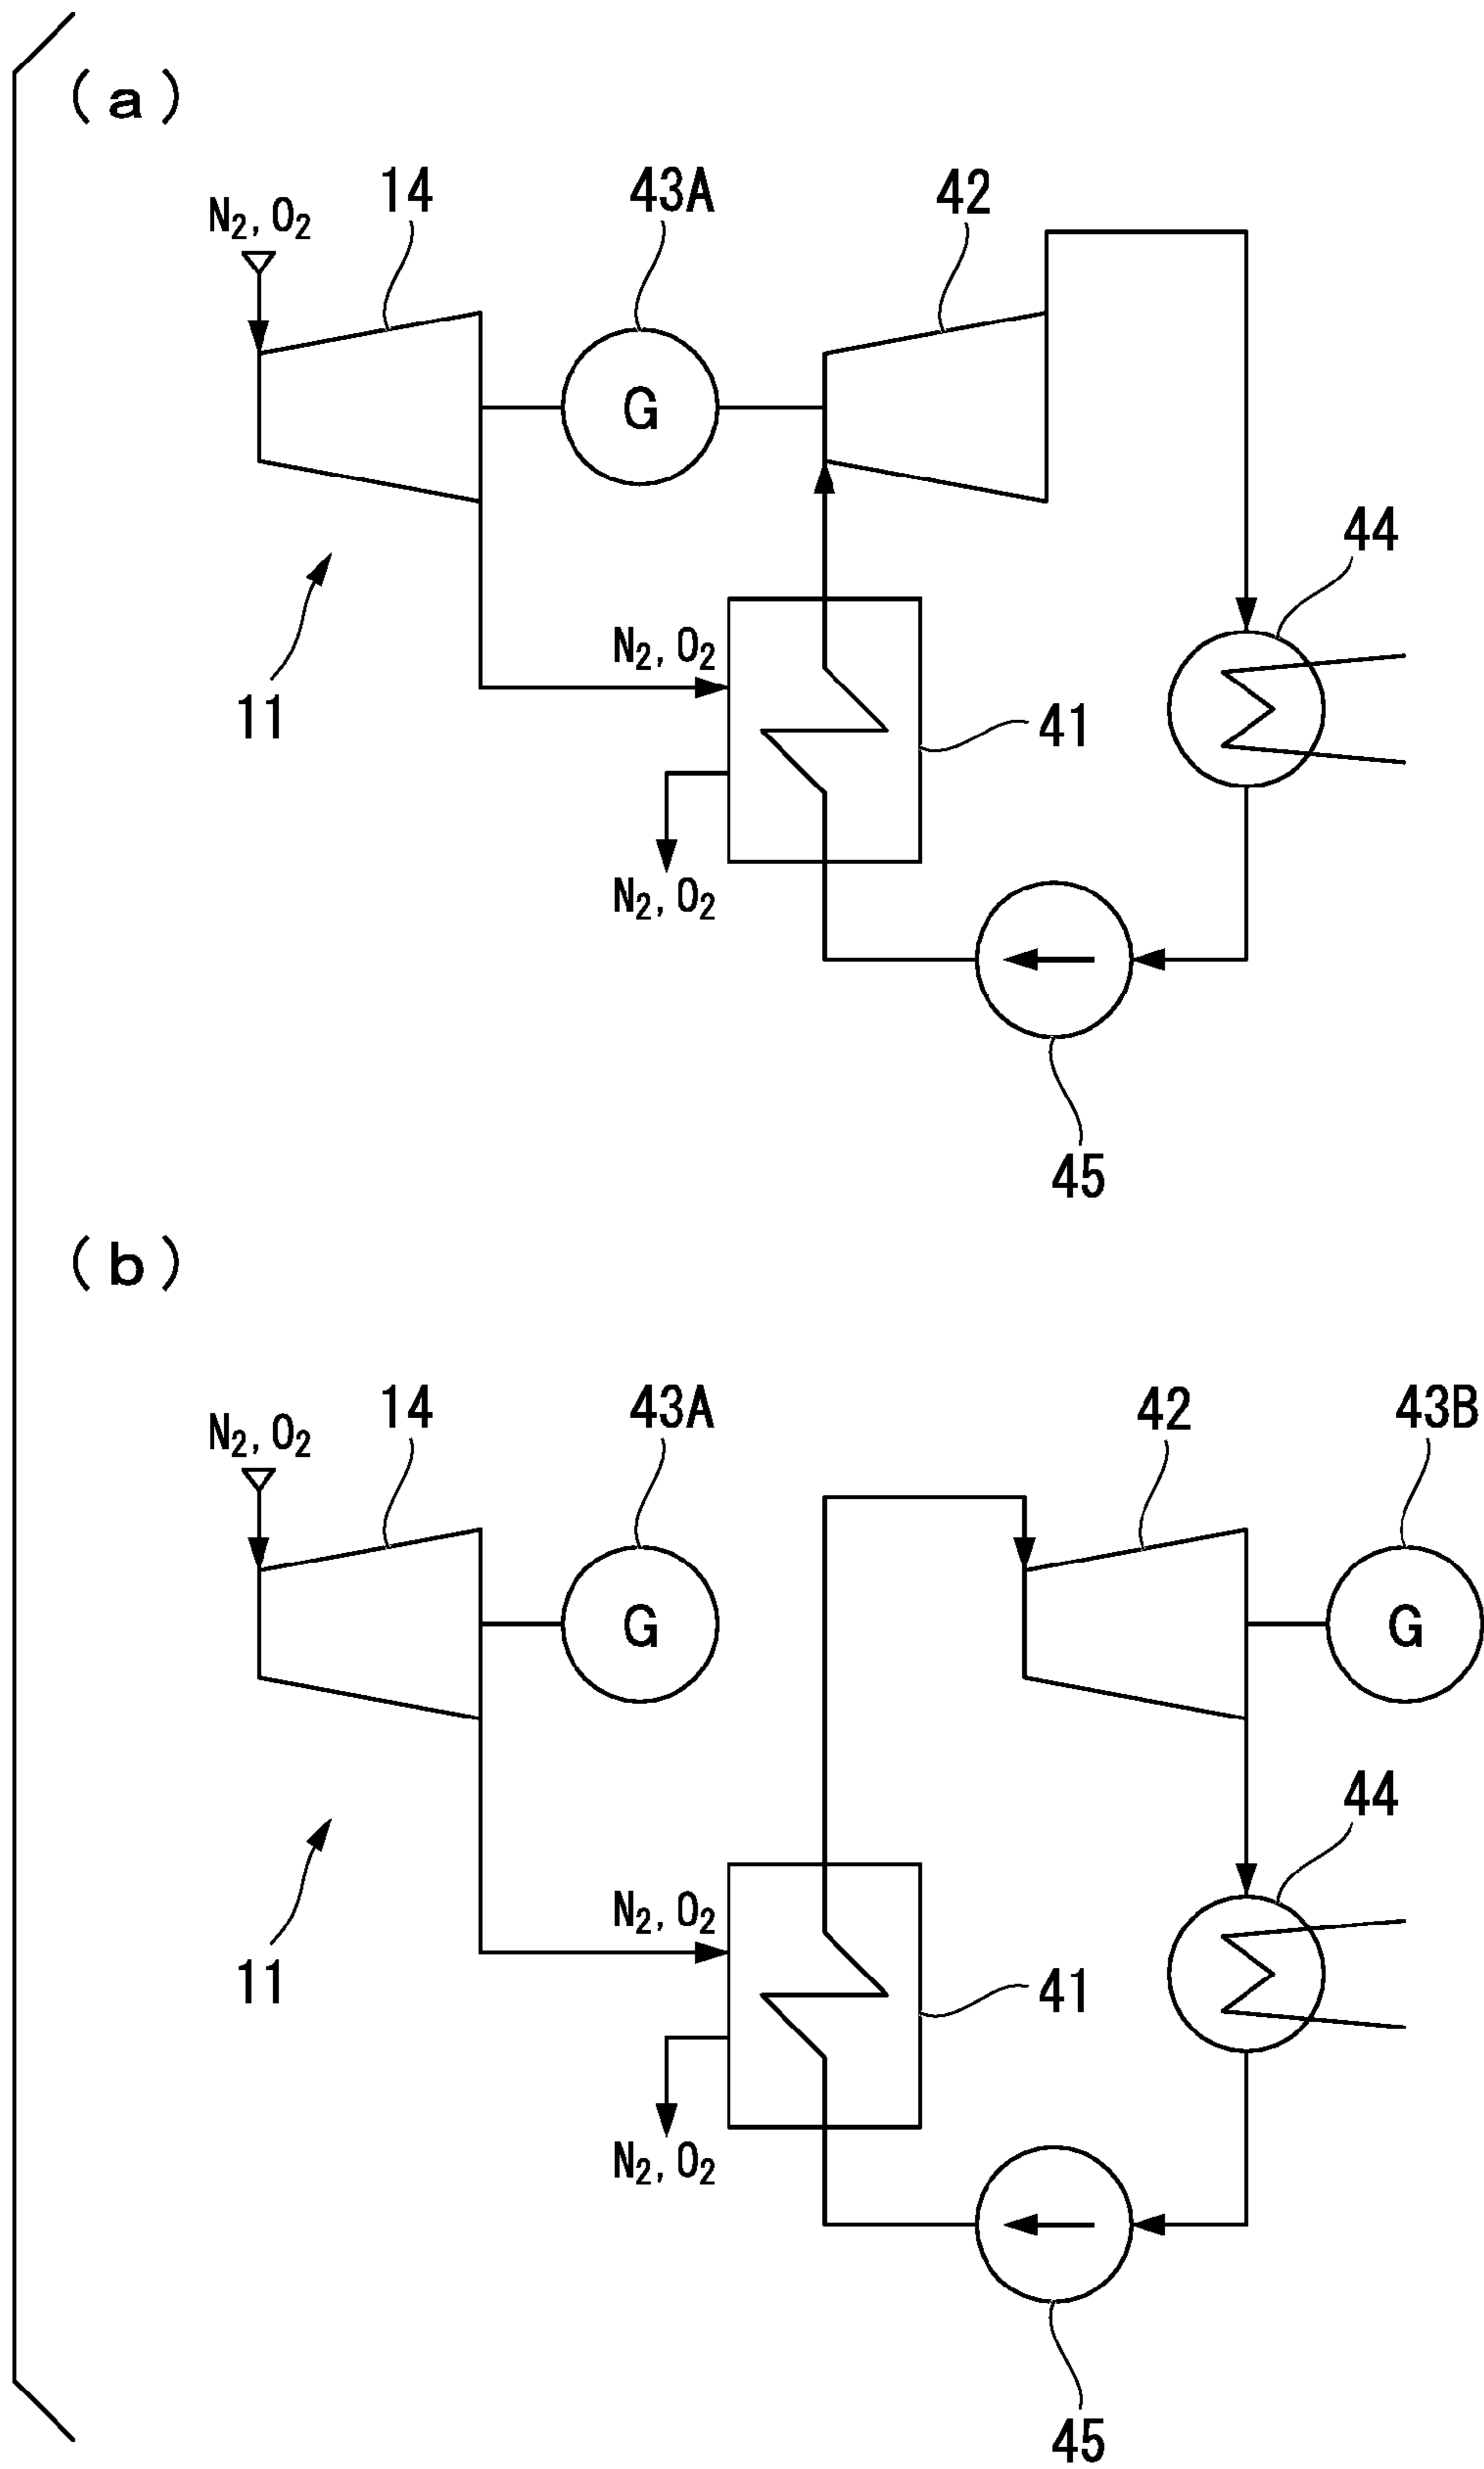 (a)
14 43A 42
N₂, O₂
G
44
N₂, O₂
11 41
N₂, O₂
45
(b)
14 43A 42 43B
N₂, O₂
G G
44
N₂, O₂
11 41
N₂, O₂
45